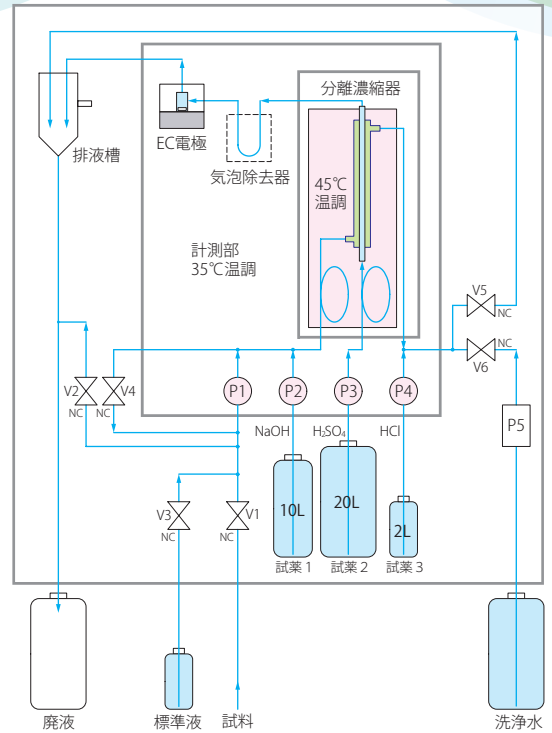 分離濃縮器
EC電極
排液槽
気泡除去器
45℃
温調
計測部
35℃温調
V5
NC
NC
V6
V2
NC
V4
NC
P1
P2
P3
P4
P5
NaOH
H₂SO₄
HCl
10L
20L
2L
V3
NC
V1
NC
試薬1
試薬2
試薬3
廃液
標準液
試料
洗浄水